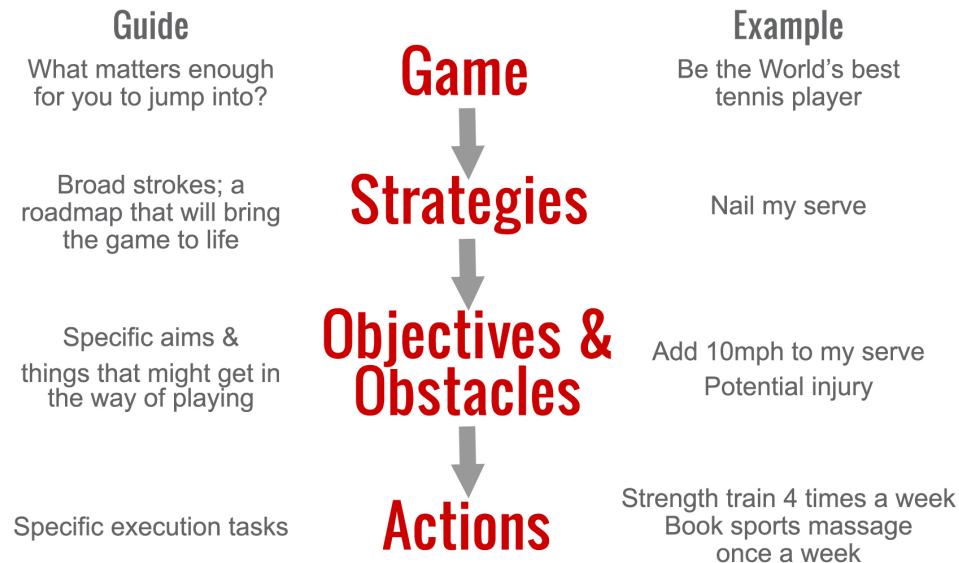 Guide
Game
Example
What matters enough
for you to jump into?
Be the World's best
tennis player
Strategies
Broad strokes; a
roadmap that will bring
the game to life
Nail my serve
Objectives &
Obstacles
Specific aims &
things that might get in
the way of playing
Add 10mph to my serve
Potential injury
Actions
Specific execution tasks
Strength train 4 times a week
Book sports massage
once a week